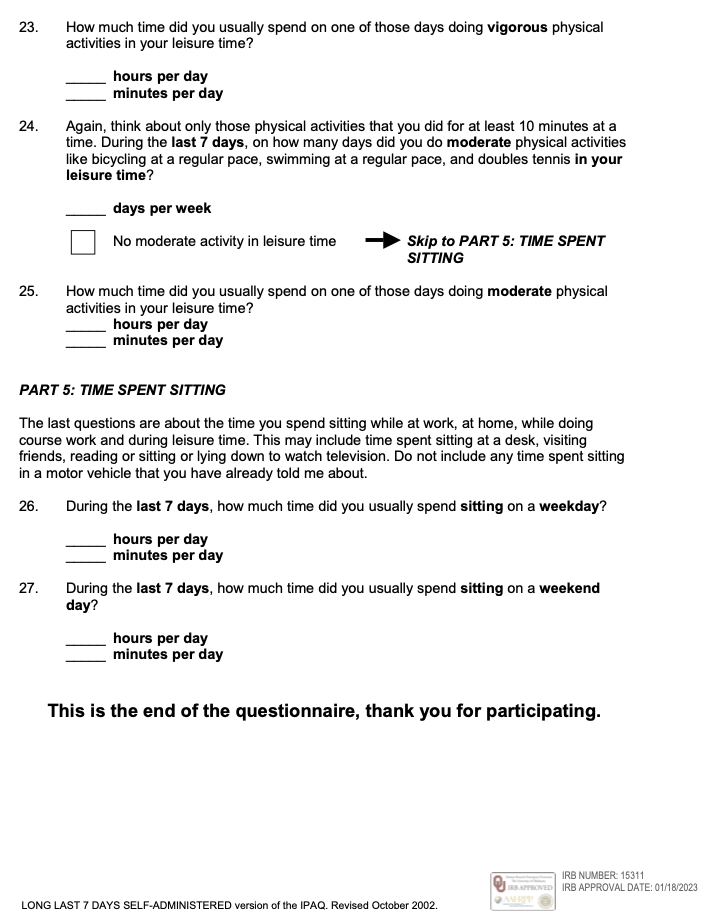 23. How much time did you usually spend on one of those days doing vigorous physical
activities in your leisure time?
_____ hours per day
_____ minutes per day
24. Again, think about only those physical activities that you did for at least 10 minutes at a
time. During the last 7 days, on how many days did you do moderate physical activities
like bicycling at a regular pace, swimming at a regular pace, and doubles tennis in your
leisure time?
_____ days per week
No moderate activity in leisure time Skip to PART 5: TIME SPENT
SITTING
25. How much time did you usually spend on one of those days doing moderate physical
activities in your leisure time?
_____ hours per day
_____ minutes per day
PART 5: TIME SPENT SITTING
The last questions are about the time you spend sitting while at work, at home, while doing
course work and during leisure time. This may include time spent sitting at a desk, visiting
friends, reading or sitting or lying down to watch television. Do not include any time spent sitting
in a motor vehicle that you have already told me about.
26. During the last 7 days, how much time did you usually spend sitting on a weekday?
_____ hours per day
_____ minutes per day
27. During the last 7 days, how much time did you usually spend sitting on a weekend
day?
_____ hours per day
_____ minutes per day
This is the end of the questionnaire, thank you for participating.
IRB APPROVED
IRB NUMBER: 15311
IRB APPROVAL DATE: 01/18/2023
LONG LAST 7 DAYS SELF-ADMINISTERED version of the IPAQ. Revised October 2002.